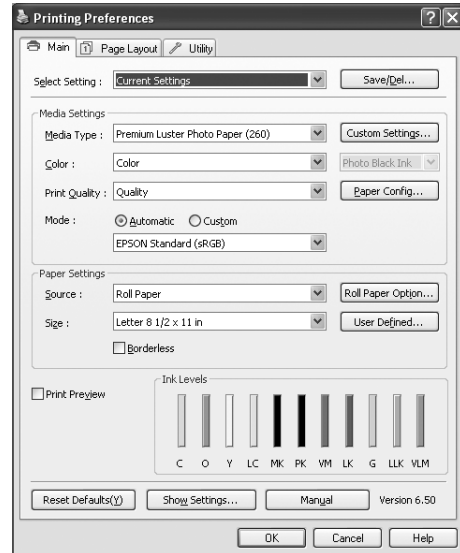 Printing Preferences
Main Page Layout Utility
Select Setting : Current Settings Save/Del...
Media Settings
Media Type : Premium Luster Photo Paper (260) Custom Settings...
Color : Color Photo Black Ink
Print Quality : Quality Paper Config...
Mode : Automatic Custom
EPSON Standard (sRGB)
Paper Settings
Source : Roll Paper Roll Paper Option...
Size : Letter 8 1/2 x 11 in User Defined...
Borderless
Print Preview
Ink Levels
C O Y LC MK PK VM LK G LLK VLM
Reset Defaults(Y) Show Settings... Manual Version 6.50
OK Cancel Help